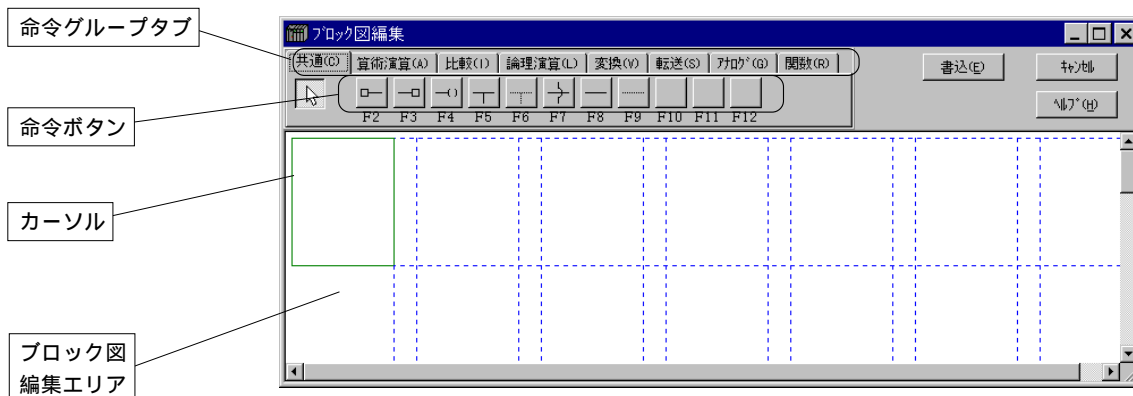 命令グループタブ
命令ボタン
カーソル
ブロック図
編集エリア
ﾌﾞﾛｯｸ図編集
共通(C) 算術演算(A) 比較(I) 論理演算(L) 変換(V) 転送(S) ｱﾅﾛｸﾞ(G) 関数(R)
書込(E) ｷｬﾝｾﾙ
ﾍﾙﾌﾟ(H)
F2 F3 F4 F5 F6 F7 F8 F9 F10 F11 F12